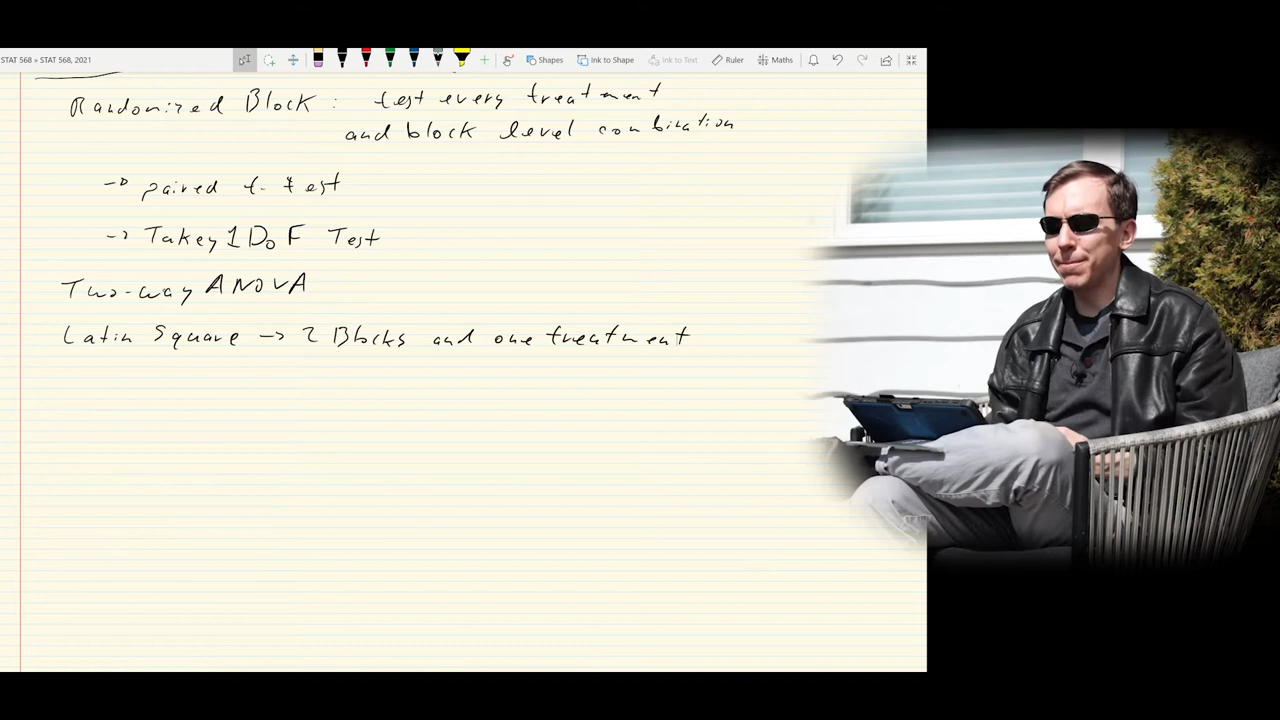 STAT 568 » STAT 568, 2021
Shapes
Ink to Shape
Ink to Text
Ruler
Maths
Randomized Block : test every treatment
and block level combination
→ paired t-test
→ Tukey 1 DoF Test
Two-way ANOVA
Latin Square → 2 Blocks and one treatment